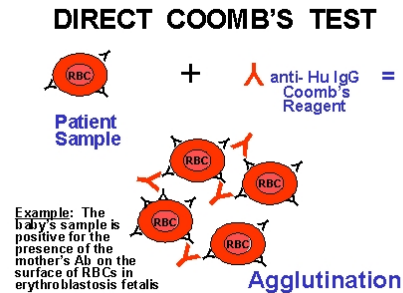 DIRECT COOMB'S TEST
RBC
+
anti- Hu IgG
Coomb's
Reagent
=
Patient
Sample
RBC
RBC
RBC
RBC
Example: The
baby's sample is
positive for the
presence of the
mother's Ab on the
surface of RBCs in
erythroblastosis fetalis
Agglutination